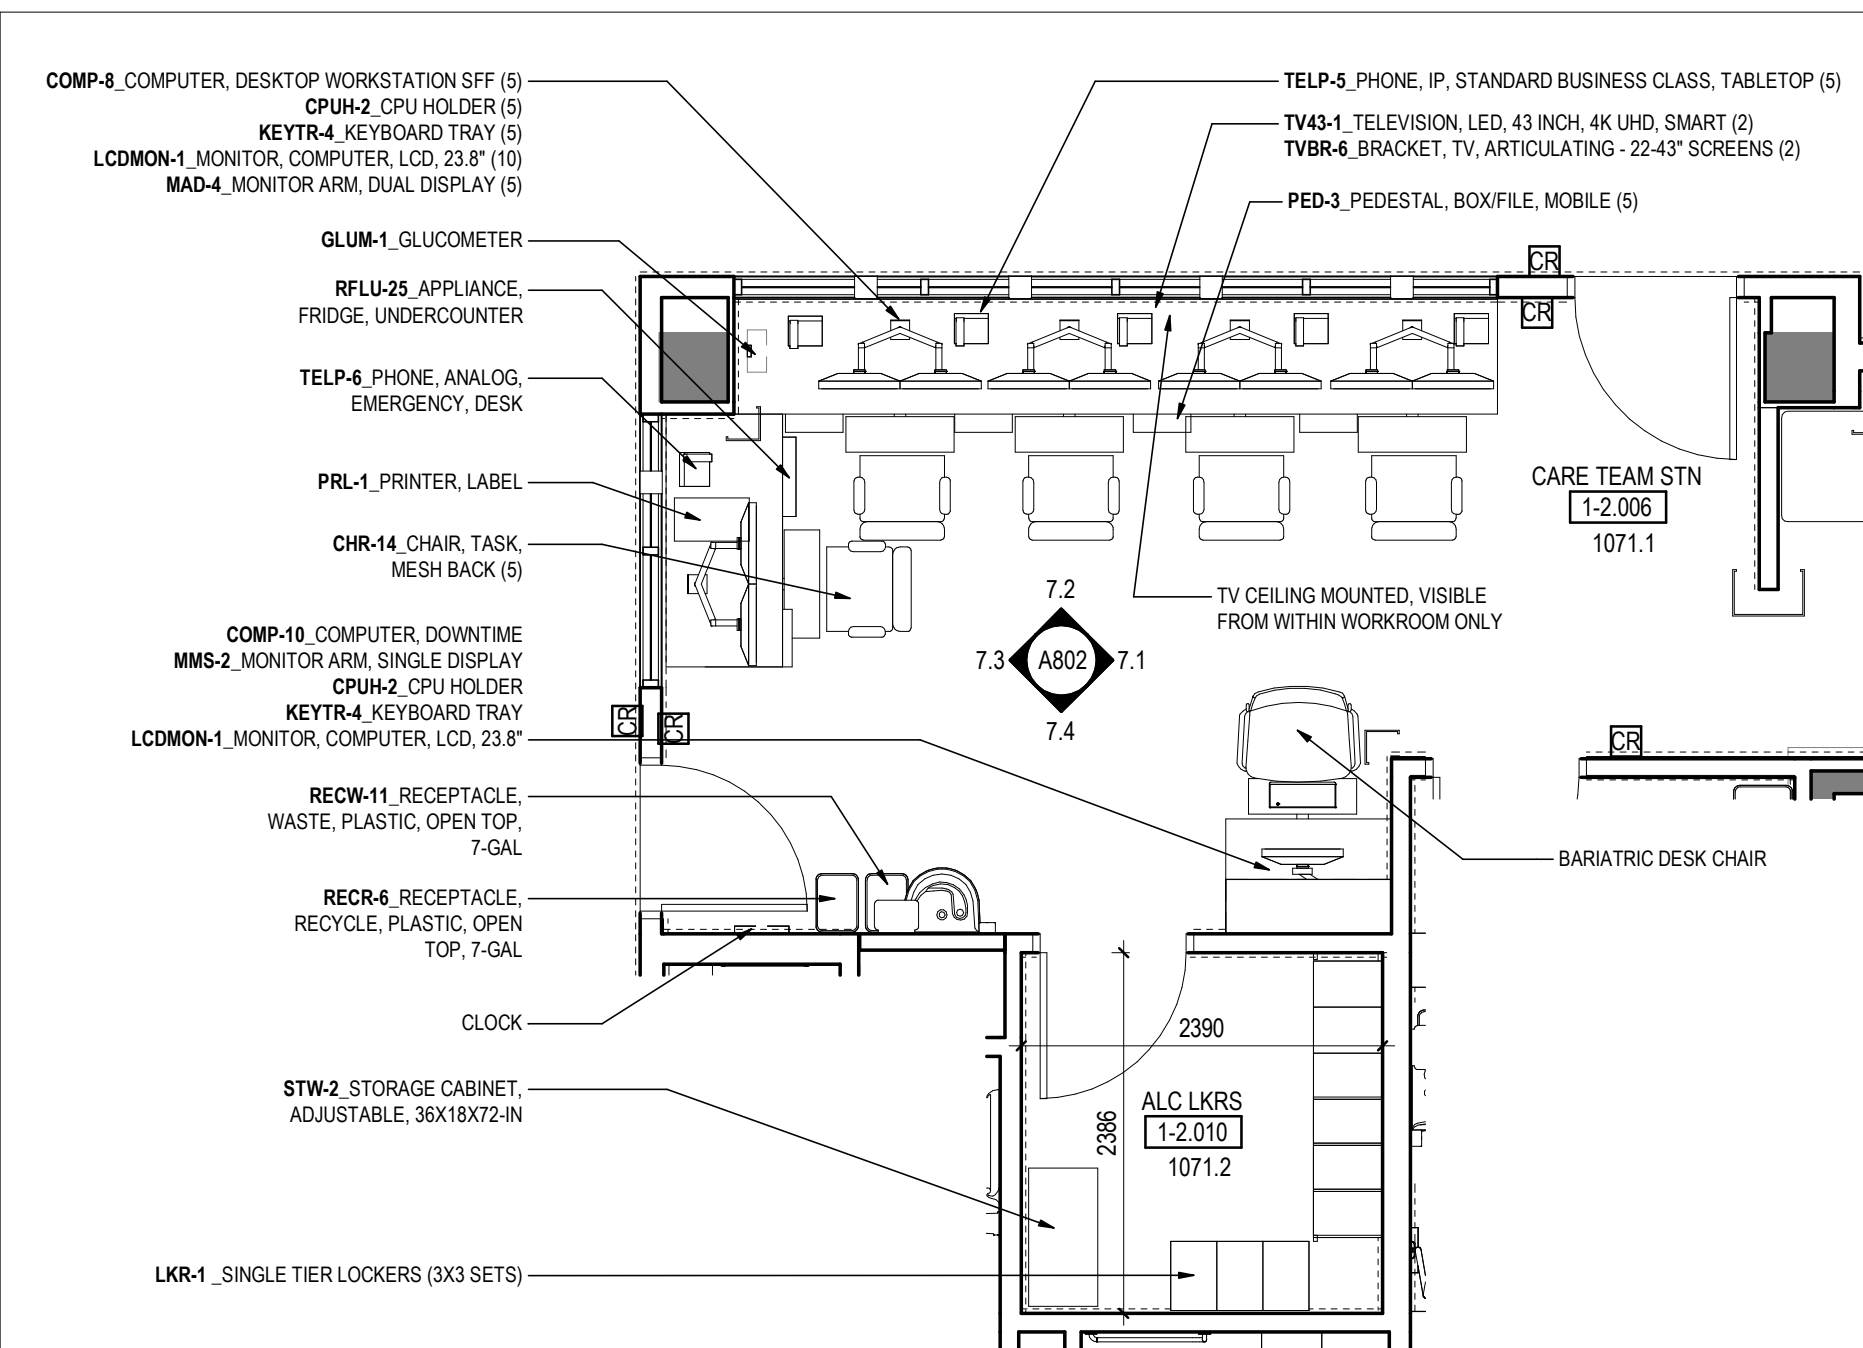 COMP-8_COMPUTER, DESKTOP WORKSTATION SFF (5)
CPUH-2_CPU HOLDER (5)
KEYTR-4_KEYBOARD TRAY (5)
LCDMON-1_MONITOR, COMPUTER, LCD, 23.8" (10)
MAD-4_MONITOR ARM, DUAL DISPLAY (5)
GLUM-1_GLUCOMETER
RFLU-25_APPLIANCE,
FRIDGE, UNDERCOUNTER
TELP-6_PHONE, ANALOG,
EMERGENCY, DESK
PRL-1_PRINTER, LABEL
CHR-14_CHAIR, TASK,
MESH BACK (5)
COMP-10_COMPUTER, DOWNTIME
MMS-2_MONITOR ARM, SINGLE DISPLAY
CPUH-2_CPU HOLDER
KEYTR-4_KEYBOARD TRAY
LCDMON-1_MONITOR, COMPUTER, LCD, 23.8"
RECW-11_RECEPTACLE,
WASTE, PLASTIC, OPEN TOP,
7-GAL
RECR-6_RECEPTACLE,
RECYCLE, PLASTIC, OPEN
TOP, 7-GAL
CLOCK
STW-2_STORAGE CABINET,
ADJUSTABLE, 36X18X72-IN
LKR-1 _SINGLE TIER LOCKERS (3X3 SETS)
TELP-5_PHONE, IP, STANDARD BUSINESS CLASS, TABLETOP (5)
TV43-1_TELEVISION, LED, 43 INCH, 4K UHD, SMART (2)
TVBR-6_BRACKET, TV, ARTICULATING - 22-43" SCREENS (2)
PED-3_PEDESTAL, BOX/FILE, MOBILE (5)
CR
CR
CARE TEAM STN
1-2.006
1071.1
TV CEILING MOUNTED, VISIBLE
FROM WITHIN WORKROOM ONLY
7.2
7.3
A802
7.1
7.4
CR
CR
CR
BARIATRIC DESK CHAIR
2390
2386
ALC LKRS
1-2.010
1071.2